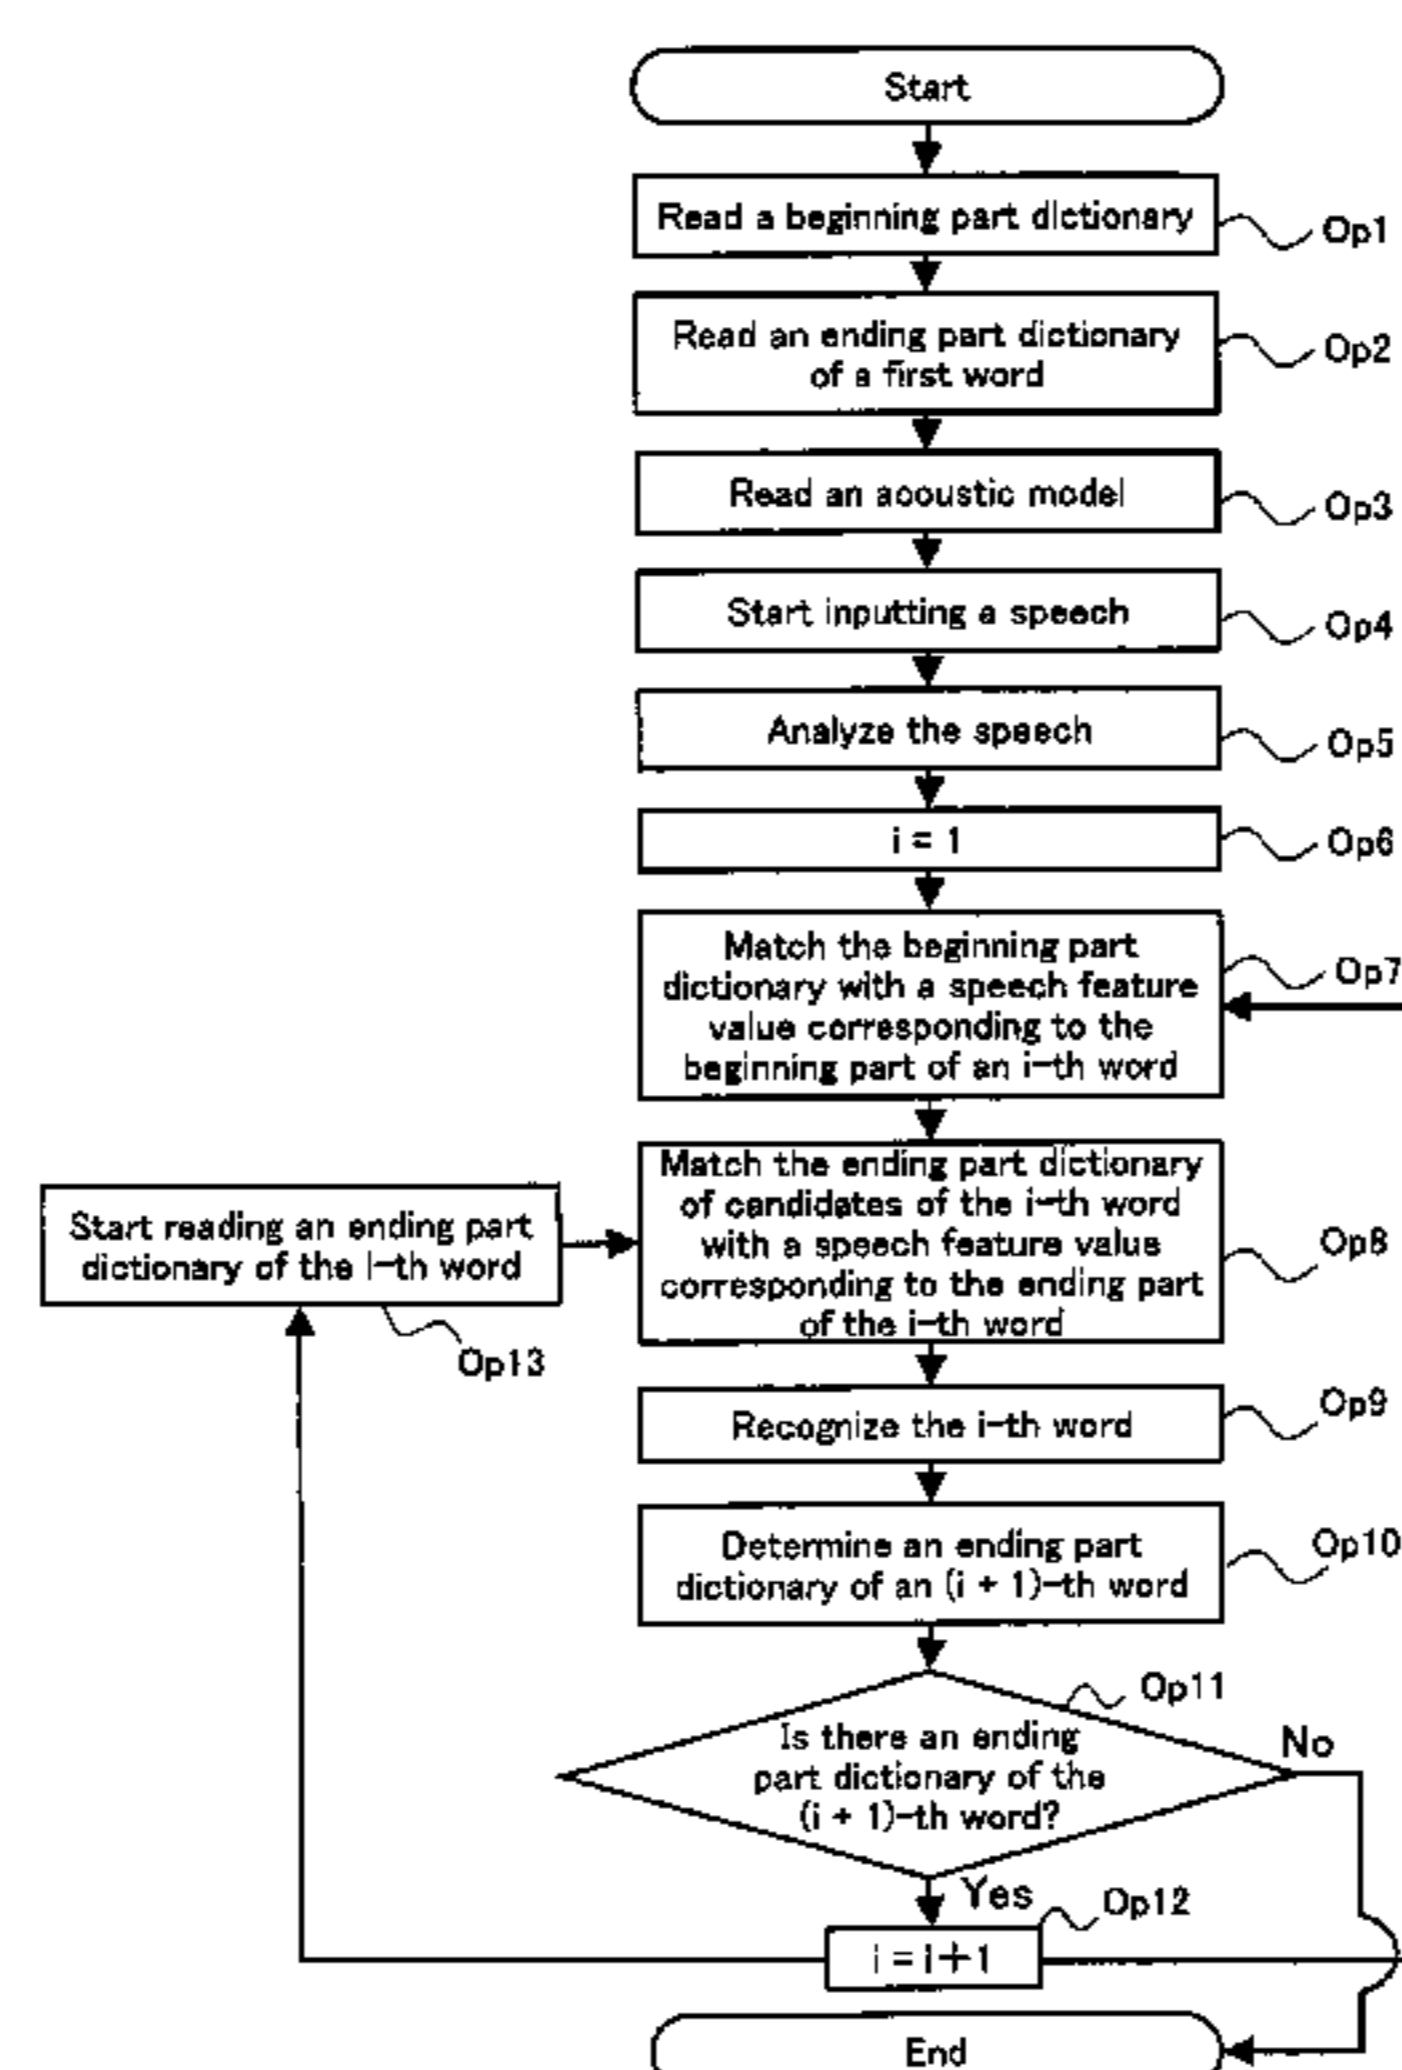 Start
Read a beginning part dictionary
Op1
Read an ending part dictionary
of a first word
Op2
Read an acoustic model
Op3
Start inputting a speech
Op4
Analyze the speech
Op5
i = 1
Op6
Match the beginning part
dictionary with a speech feature
value corresponding to the
beginning part of an i-th word
Op7
Start reading an ending part
dictionary of the i-th word
Op13
Match the ending part dictionary
of candidates of the i-th word
with a speech feature value
corresponding to the ending part
of the i-th word
Op8
Recognize the i-th word
Op9
Determine an ending part
dictionary of an (i + 1)-th word
Op10
Is there an ending
part dictionary of the
(i + 1)-th word?
Op11
No
Yes
i = i+1
Op12
End